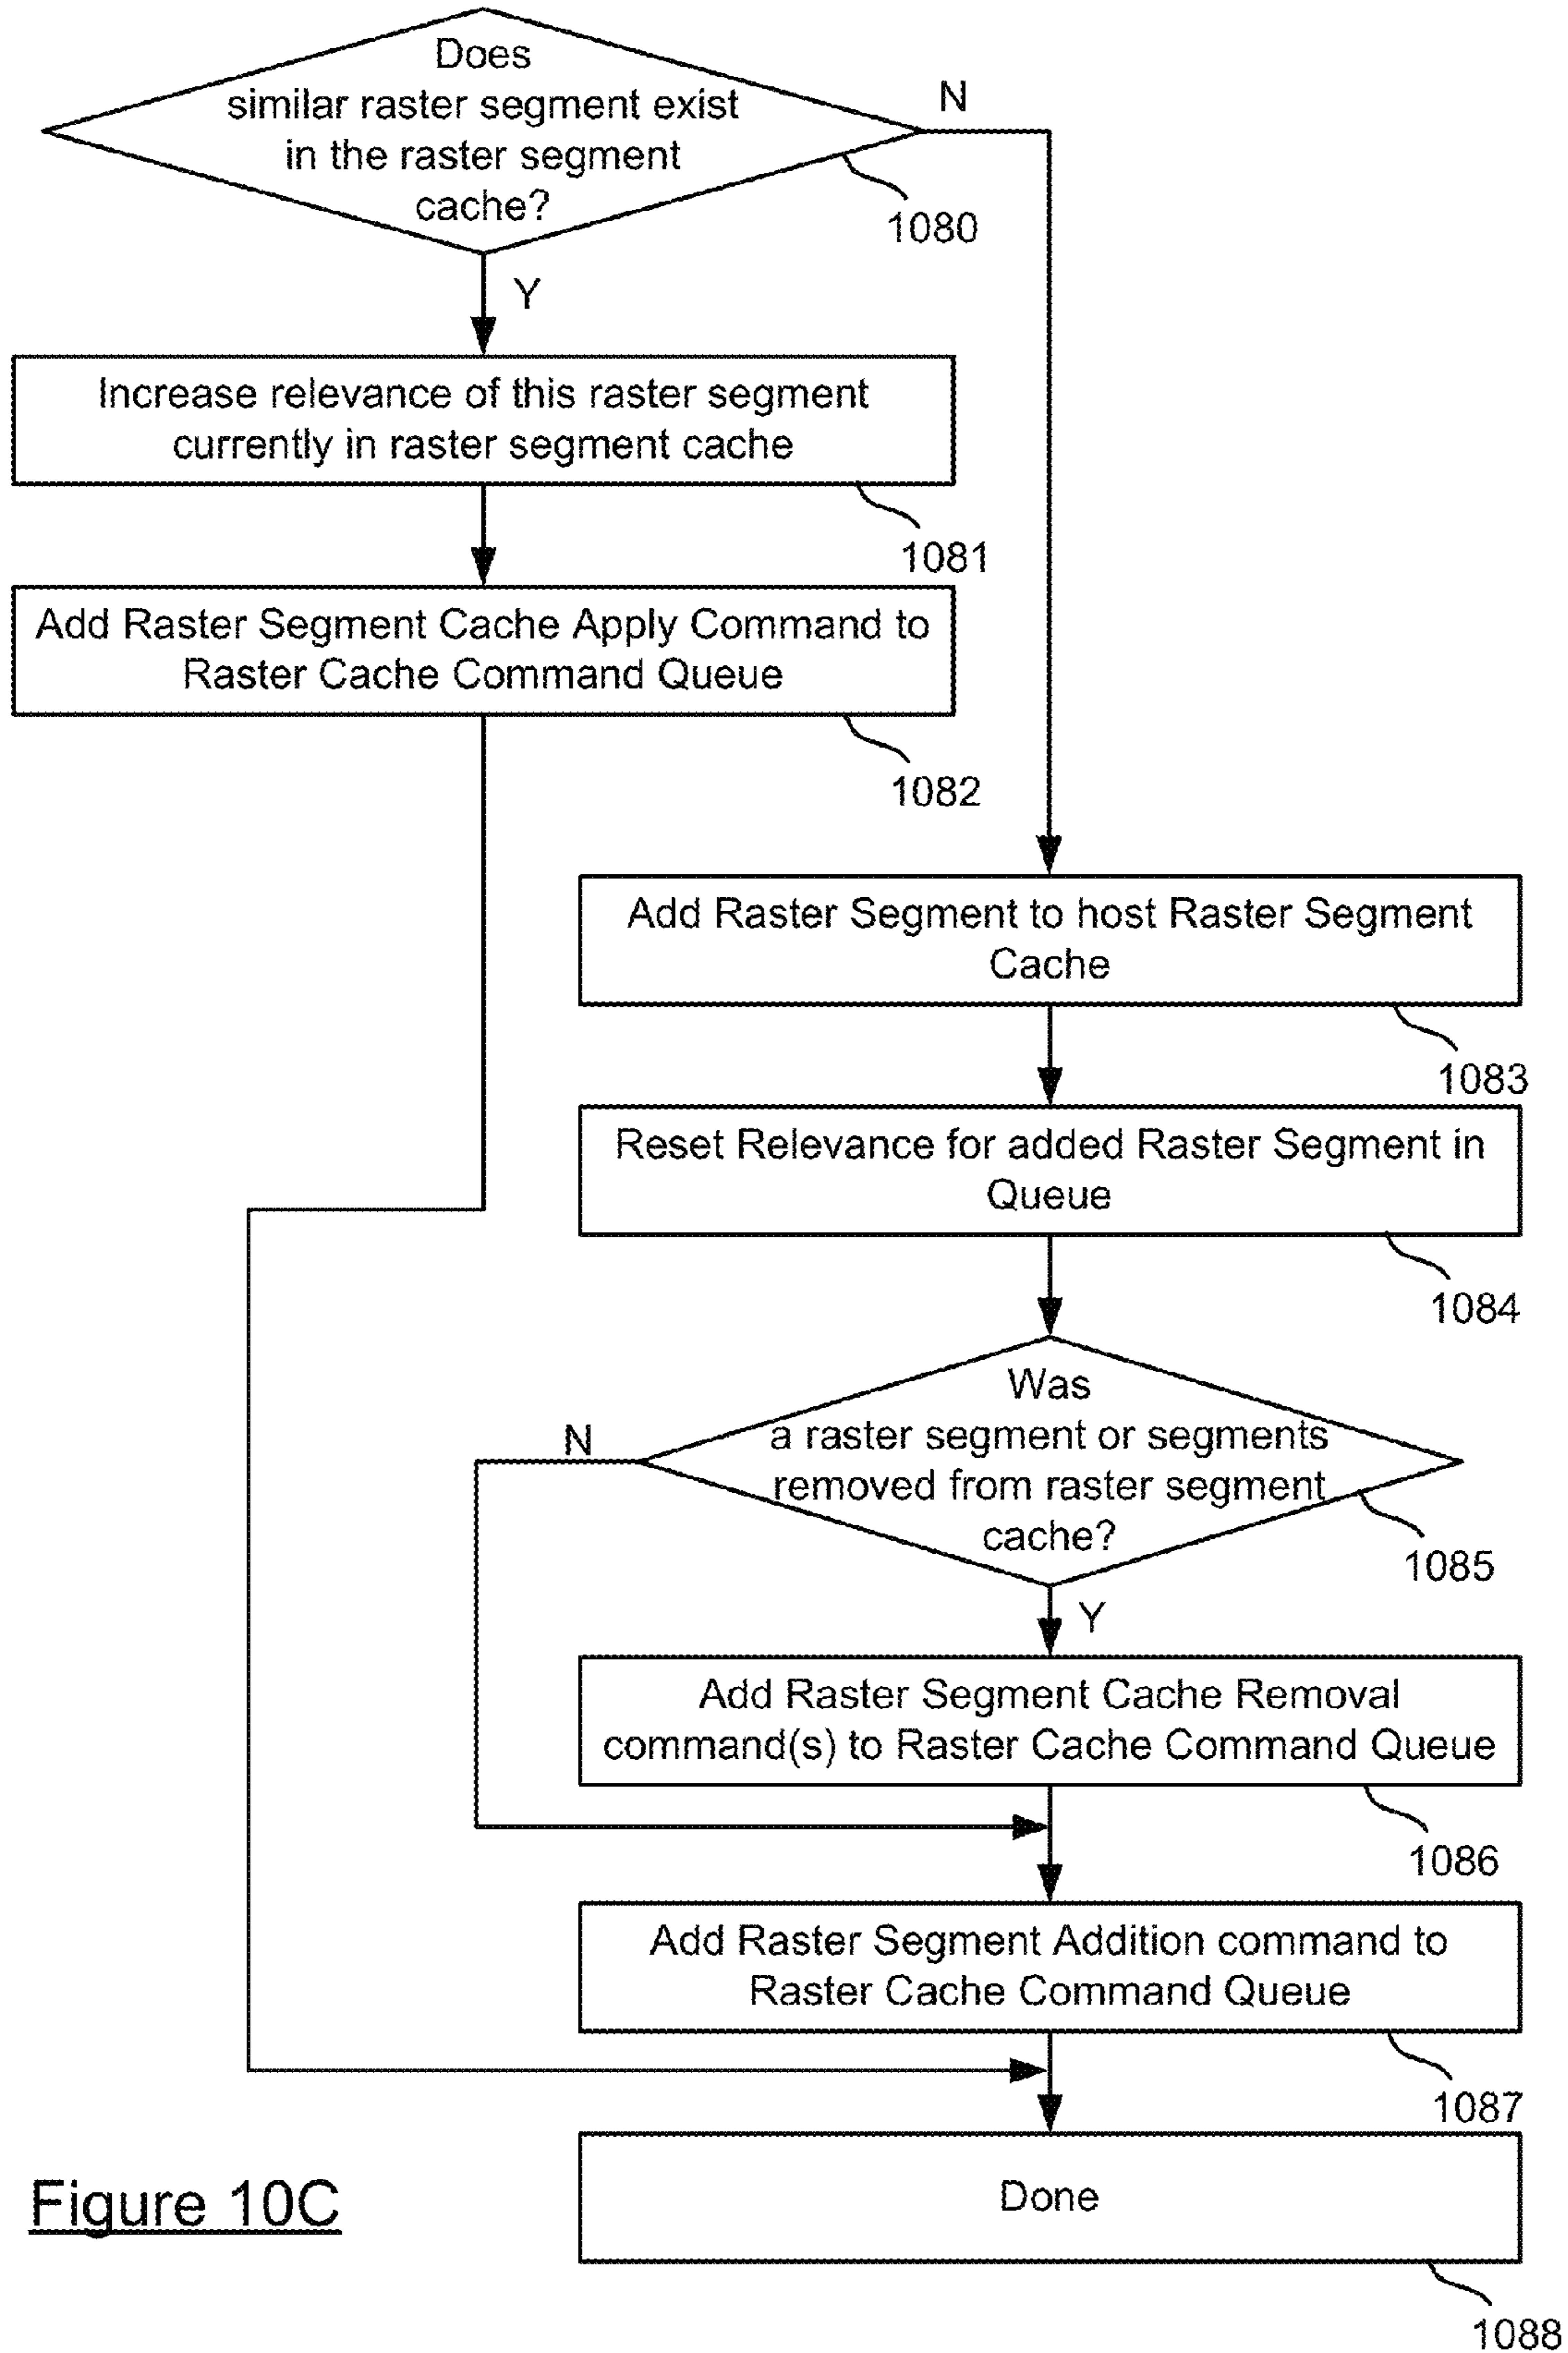 Does
similar raster segment exist
in the raster segment
cache?
N
1080
Y
Increase relevance of this raster segment
currently in raster segment cache
1081
Add Raster Segment Cache Apply Command to
Raster Cache Command Queue
1082
Add Raster Segment to host Raster Segment
Cache
1083
Reset Relevance for added Raster Segment in
Queue
1084
Was
a raster segment or segments
removed from raster segment
cache?
N
1085
Y
Add Raster Segment Cache Removal
command(s) to Raster Cache Command Queue
1086
Add Raster Segment Addition command to
Raster Cache Command Queue
1087
Done
1088
Figure 10C